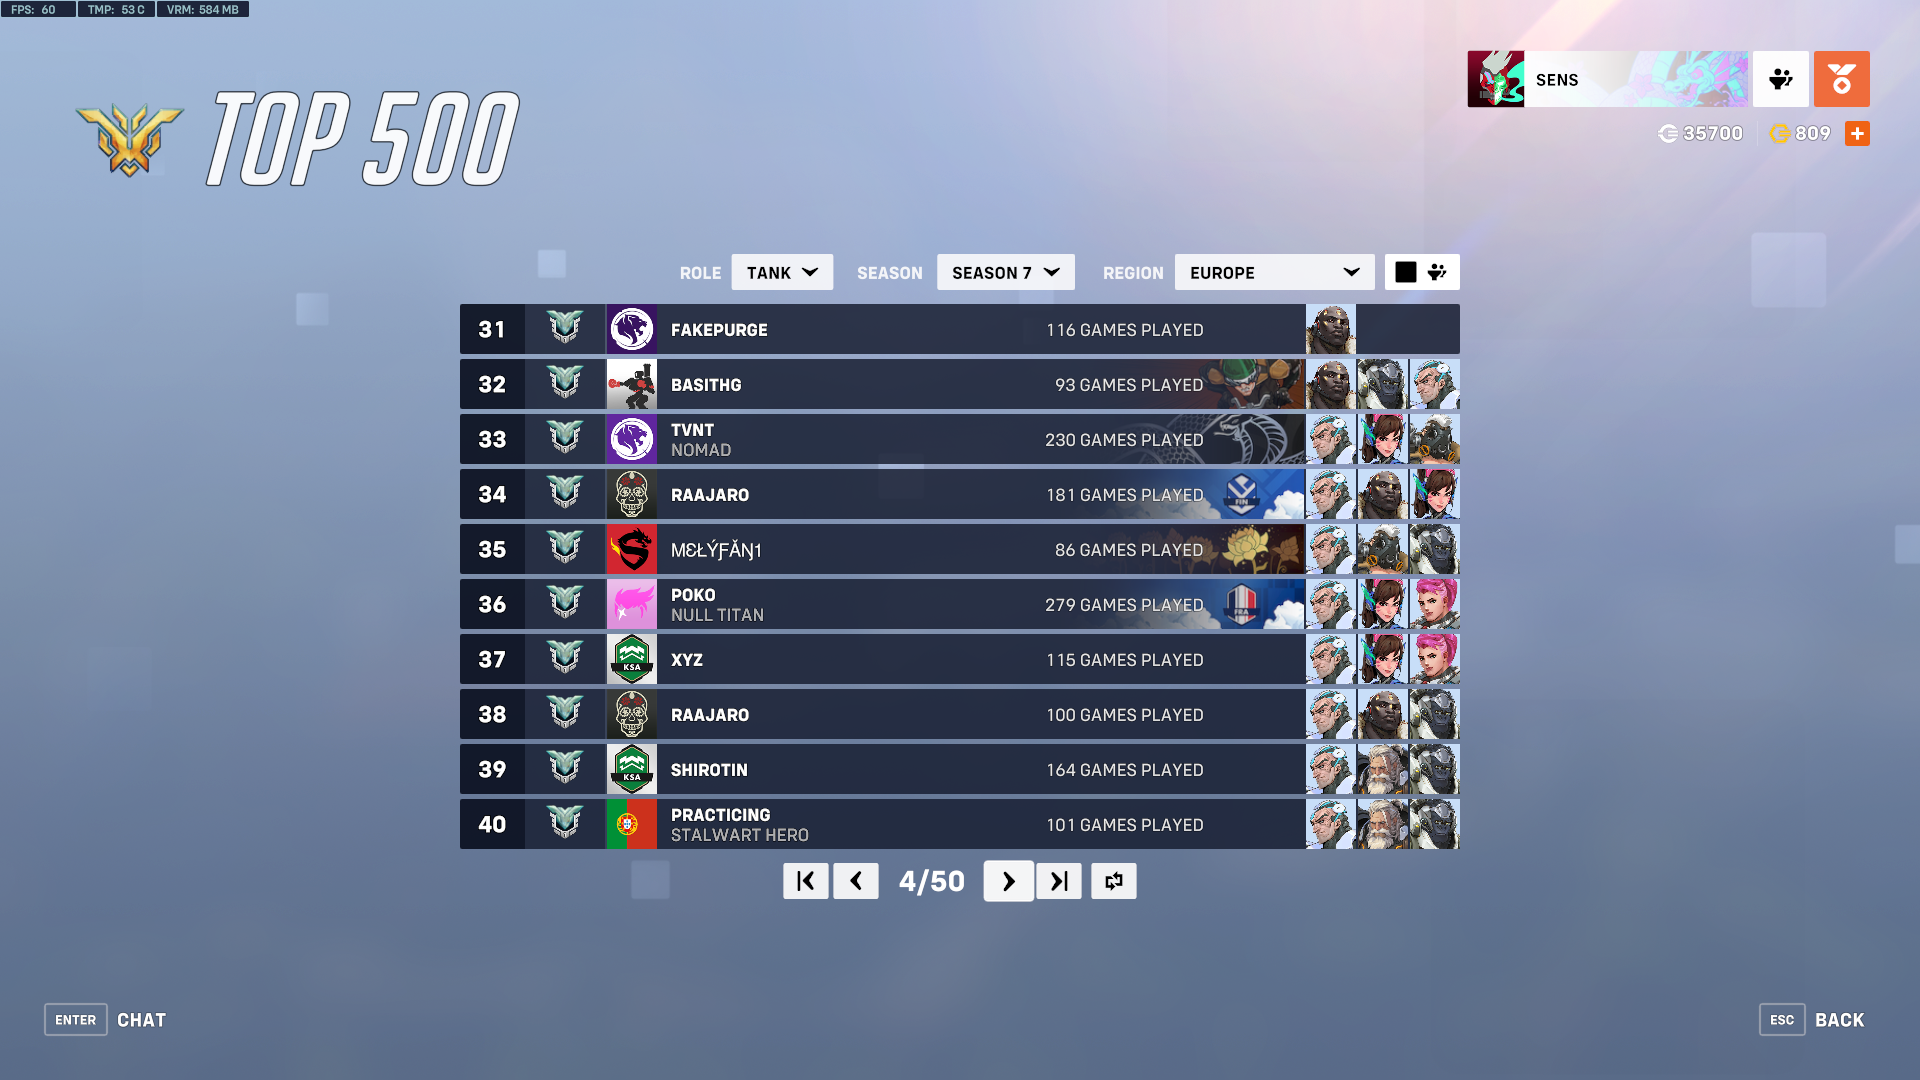 FPS: 60 TMP: 53 C VRM: 584 MB
TOP 500
SENS
35700 809
ROLE TANK SEASON SEASON 7 REGION EUROPE
31 FAKEPURGE 116 GAMES PLAYED
32 BASITHG 93 GAMES PLAYED
33 TVNT 230 GAMES PLAYED
NOMAD
34 RAAJARO 181 GAMES PLAYED FIN
35 MƐŁÝƑĂŊ1 86 GAMES PLAYED
36 POKO 279 GAMES PLAYED FRA
NULL TITAN
37 KSA XYZ 115 GAMES PLAYED
38 RAAJARO 100 GAMES PLAYED
39 KSA SHIROTIN 164 GAMES PLAYED
40 PRACTICING 101 GAMES PLAYED
STALWART HERO
4/50
ENTER CHAT
ESC BACK